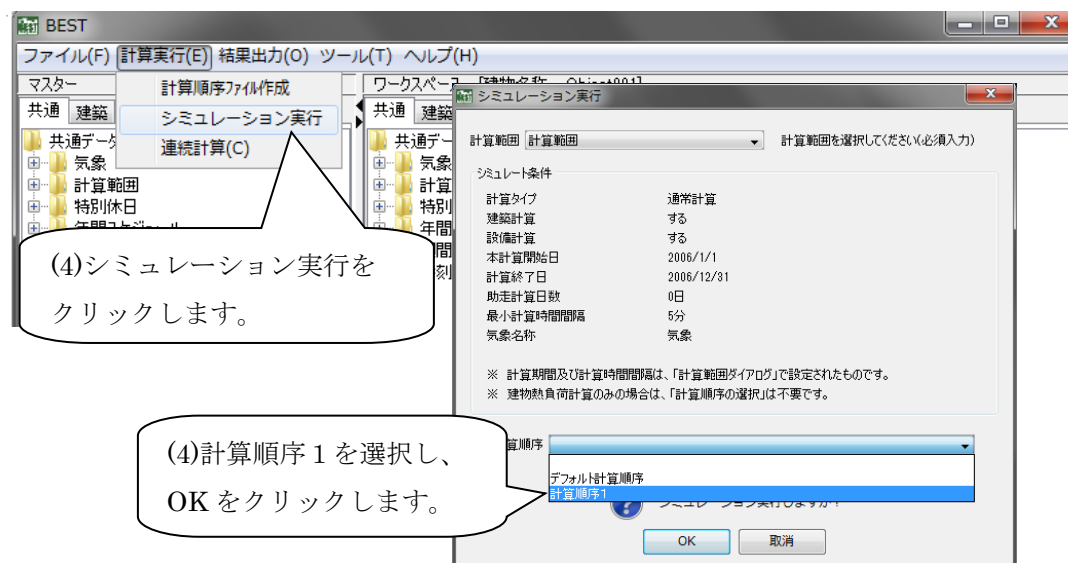 BEST
ファイル(F) 計算実行(E) 結果出力(O) ツール(T) ヘルプ(H)
マスター
共通 建築
共通デー
気象
計算範囲
特別休日
計算順序ファイル作成
シミュレーション実行
連続計算(C)
ワークスペース
共通 建築
共通デー
気象
計算
特別
年間
(4)シミュレーション実行を
クリックします。
シミュレーション実行
計算範囲 計算範囲 計算範囲を選択してください(必須入力)
シミュレート条件
計算タイプ 通常計算
建築計算 する
設備計算 する
本計算開始日 2006/1/1
計算終了日 2006/12/31
助走計算日数 0日
最小計算時間間隔 5分
気象名称 気象
※ 計算期間及び計算時間間隔は、「計算範囲ダイアログ」で設定されたものです。
※ 建物熱負荷計算のみの場合は、「計算順序の選択」は不要です。
算順序
デフォルト計算順序
計算順序1
(4)計算順序１を選択し、
OK をクリックします。
OK 取消